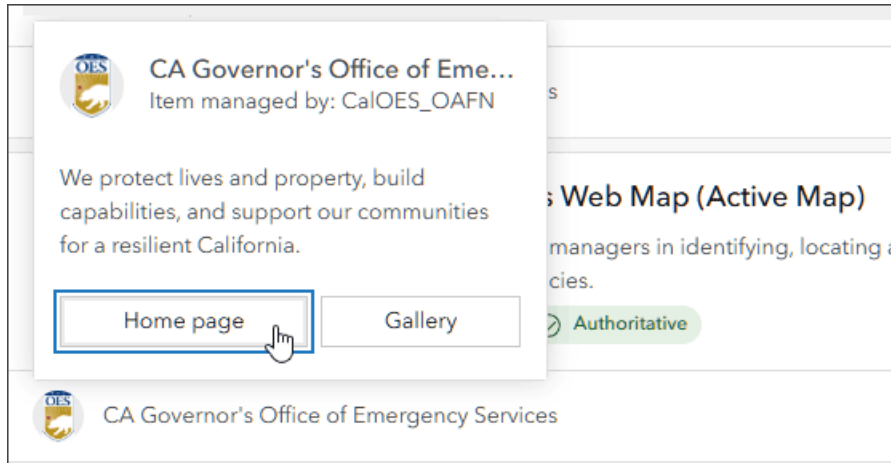 OES
CA Governor's Office of Eme...
Item managed by: CalOES_OAFN
s
We protect lives and property, build
capabilities, and support our communities
for a resilient California.
s Web Map (Active Map)
managers in identifying, locating a
cies.
Home page
Gallery
Authoritative
OES
CA Governor's Office of Emergency Services